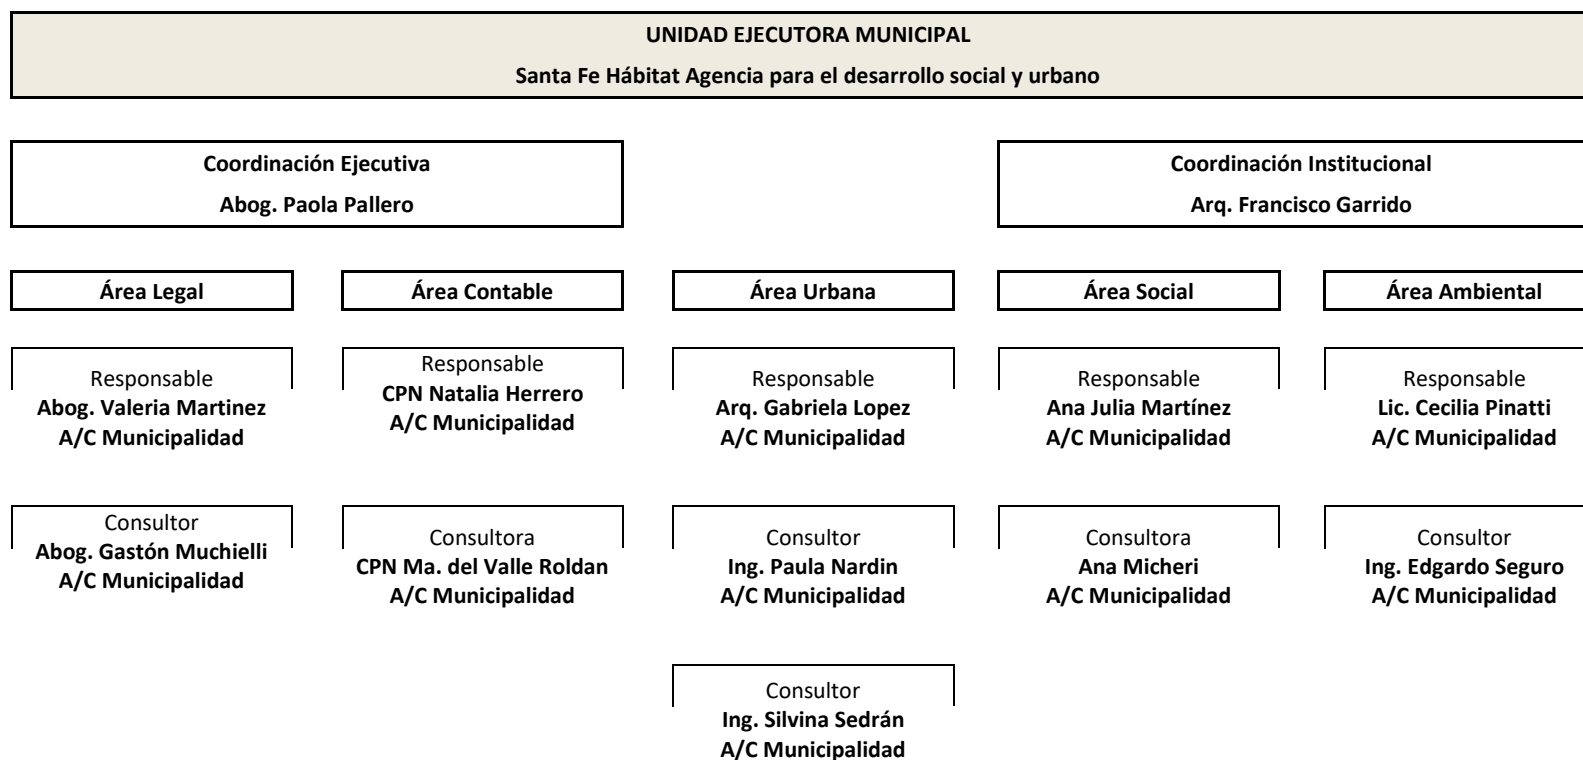 UNIDAD EJECUTORA MUNICIPAL
Santa Fe Hábitat Agencia para el desarrollo social y urbano
Coordinación Ejecutiva
Abog. Paola Pallero
Coordinación Institucional
Arq. Francisco Garrido
Área Legal
Área Contable
Área Urbana
Área Social
Área Ambiental
Responsable
Abog. Valeria Martinez
A/C Municipalidad
Responsable
CPN Natalia Herrero
A/C Municipalidad
Responsable
Arq. Gabriela Lopez
A/C Municipalidad
Responsable
Ana Julia Martínez
A/C Municipalidad
Responsable
Lic. Cecilia Pinatti
A/C Municipalidad
Consultor
Abog. Gastón Muchielli
A/C Municipalidad
Consultora
CPN Ma. del Valle Roldan
A/C Municipalidad
Consultor
Ing. Paula Nardin
A/C Municipalidad
Consultora
Ana Micheri
A/C Municipalidad
Consultor
Ing. Edgardo Seguro
A/C Municipalidad
Consultor
Ing. Silvina Sedrán
A/C Municipalidad